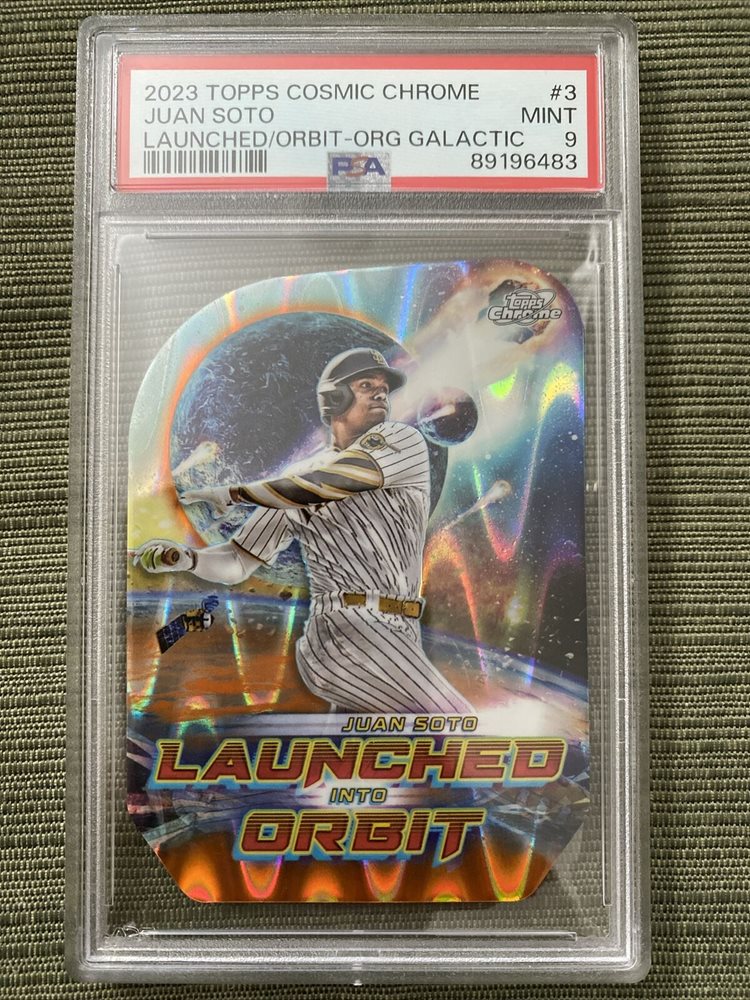 2023 TOPPS COSMIC CHROME #3
JUAN SOTO MINT
LAUNCHED/ORBIT-ORG GALACTIC 9
PSA 89196483
TOPPS
Chrome
JUAN SOTO
LAUNCHED
INTO
ORBIT